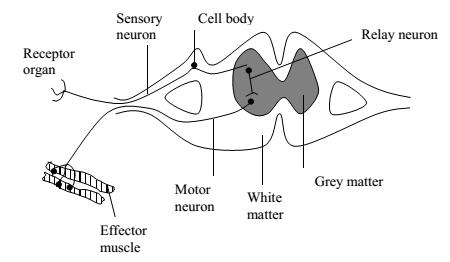 Sensory
neuron
Cell body
Relay neuron
Receptor
organ
Motor
neuron
White
matter
Grey matter
Effector
muscle